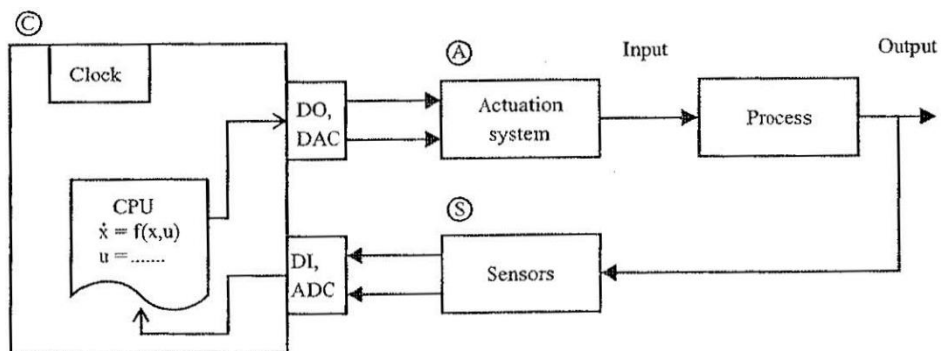 C
Clock
A
Input
Output
DO,
DAC
Actuation
system
Process
CPU
ẋ = f(x,u)
u = .......
S
DI,
ADC
Sensors